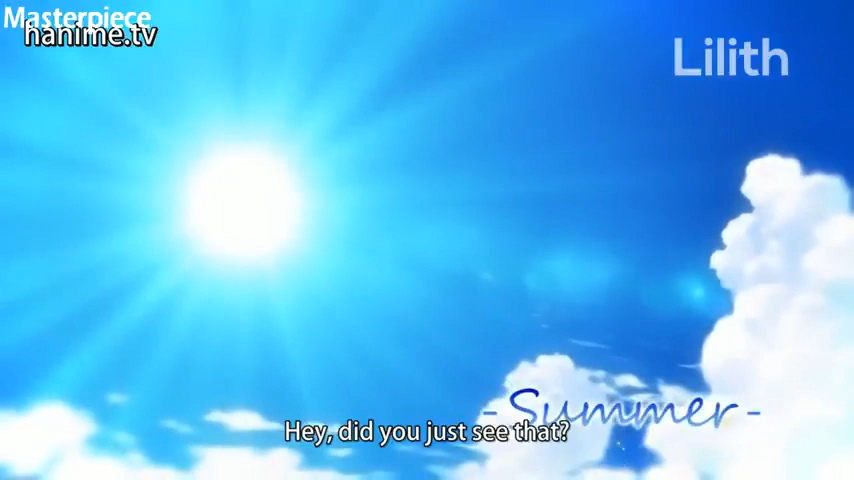 Masterpiece
hanime.tv
Lilith
- Summer -
Hey, did you just see that?